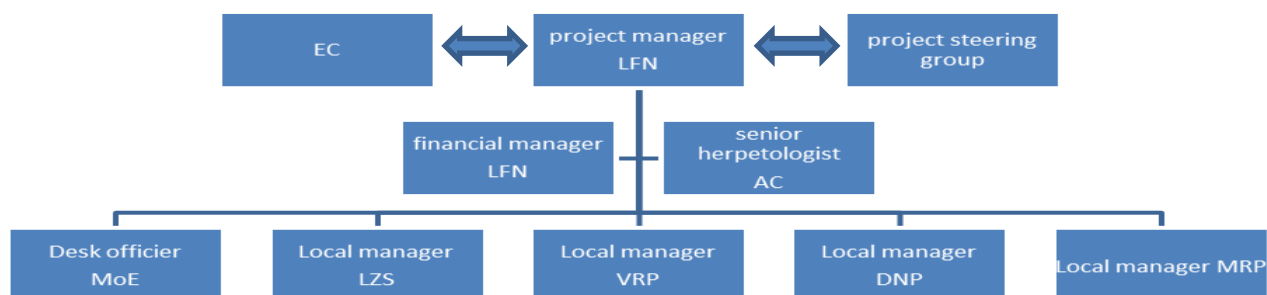 EC
project manager
LFN
project steering
group
financial manager
LFN
senior
herpetologist
AC
Desk officier
MoE
Local manager
LZS
Local manager
VRP
Local manager
DNP
Local manager MRP